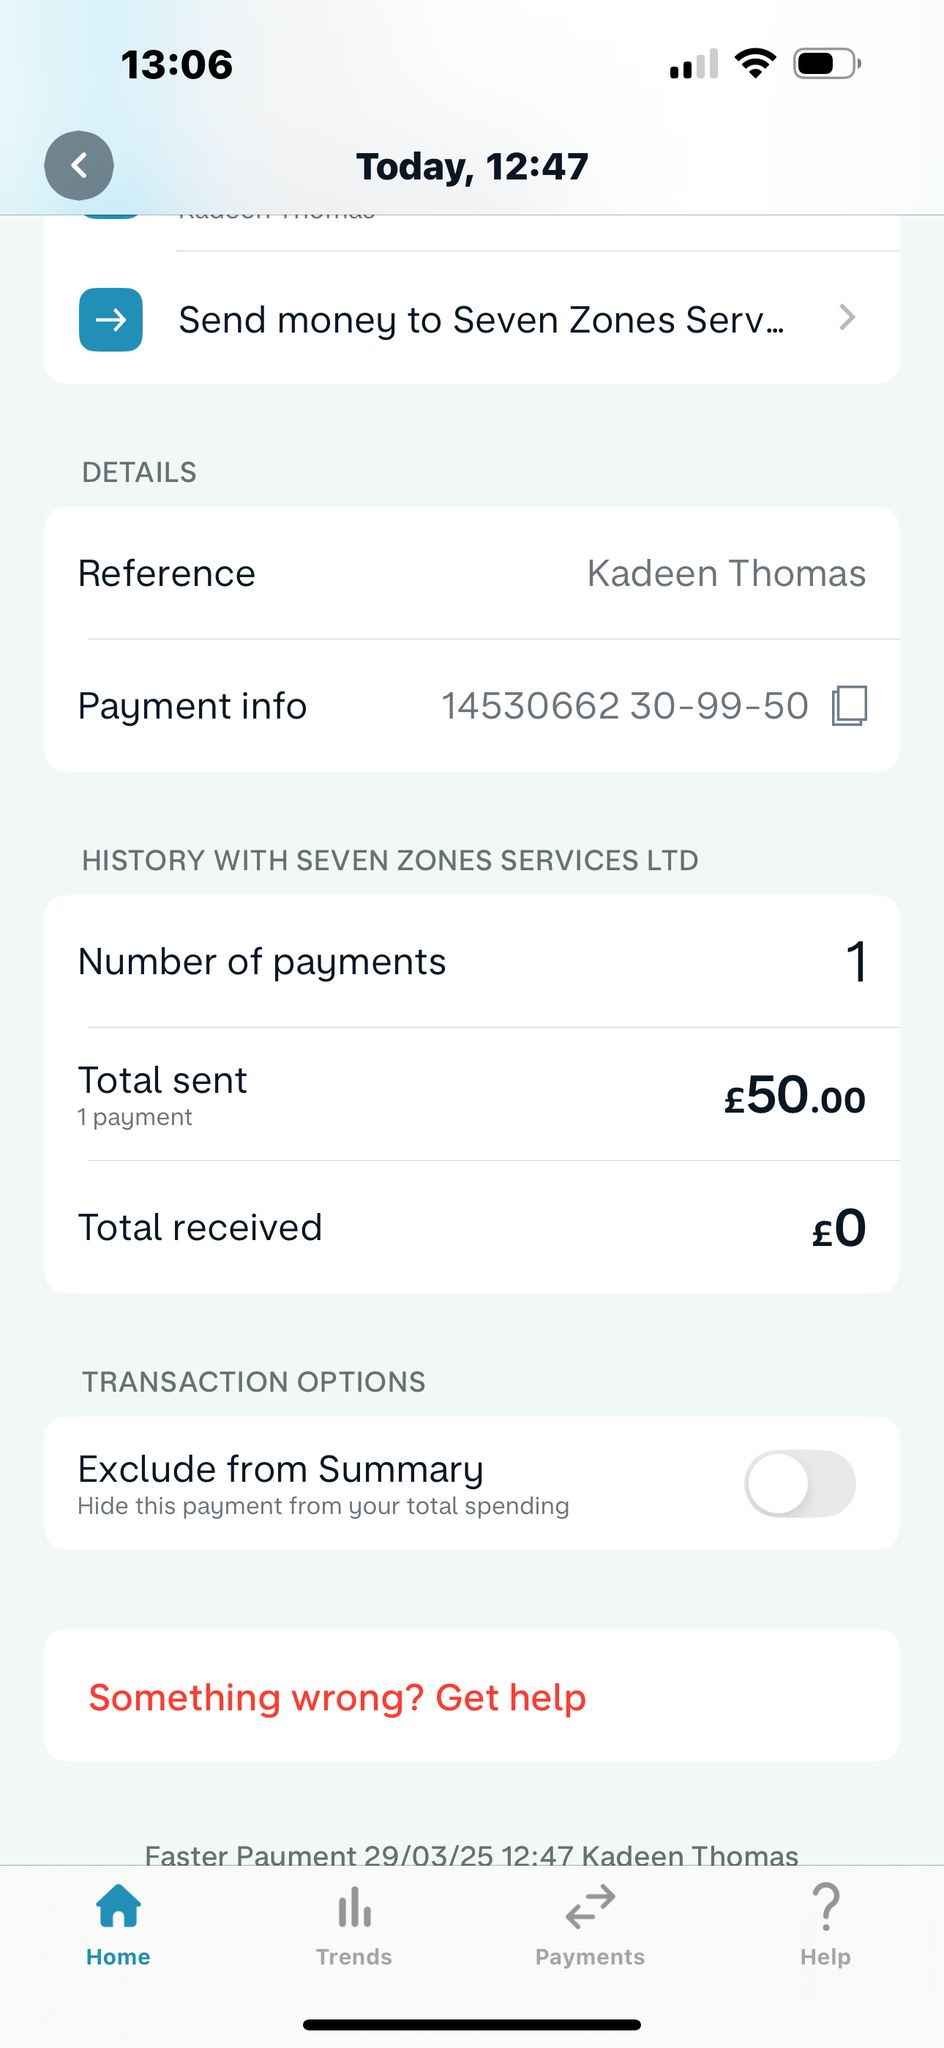 13:06
Today, 12:47
Kadeen Thomas
Send money to Seven Zones Serv...
DETAILS
Reference Kadeen Thomas
Payment info 14530662 30-99-50
HISTORY WITH SEVEN ZONES SERVICES LTD
Number of payments 1
Total sent £50.00
1 payment
Total received £0
TRANSACTION OPTIONS
Exclude from Summary
Hide this payment from your total spending
Something wrong? Get help
Faster Payment 29/03/25 12:47 Kadeen Thomas
Home Trends Payments Help